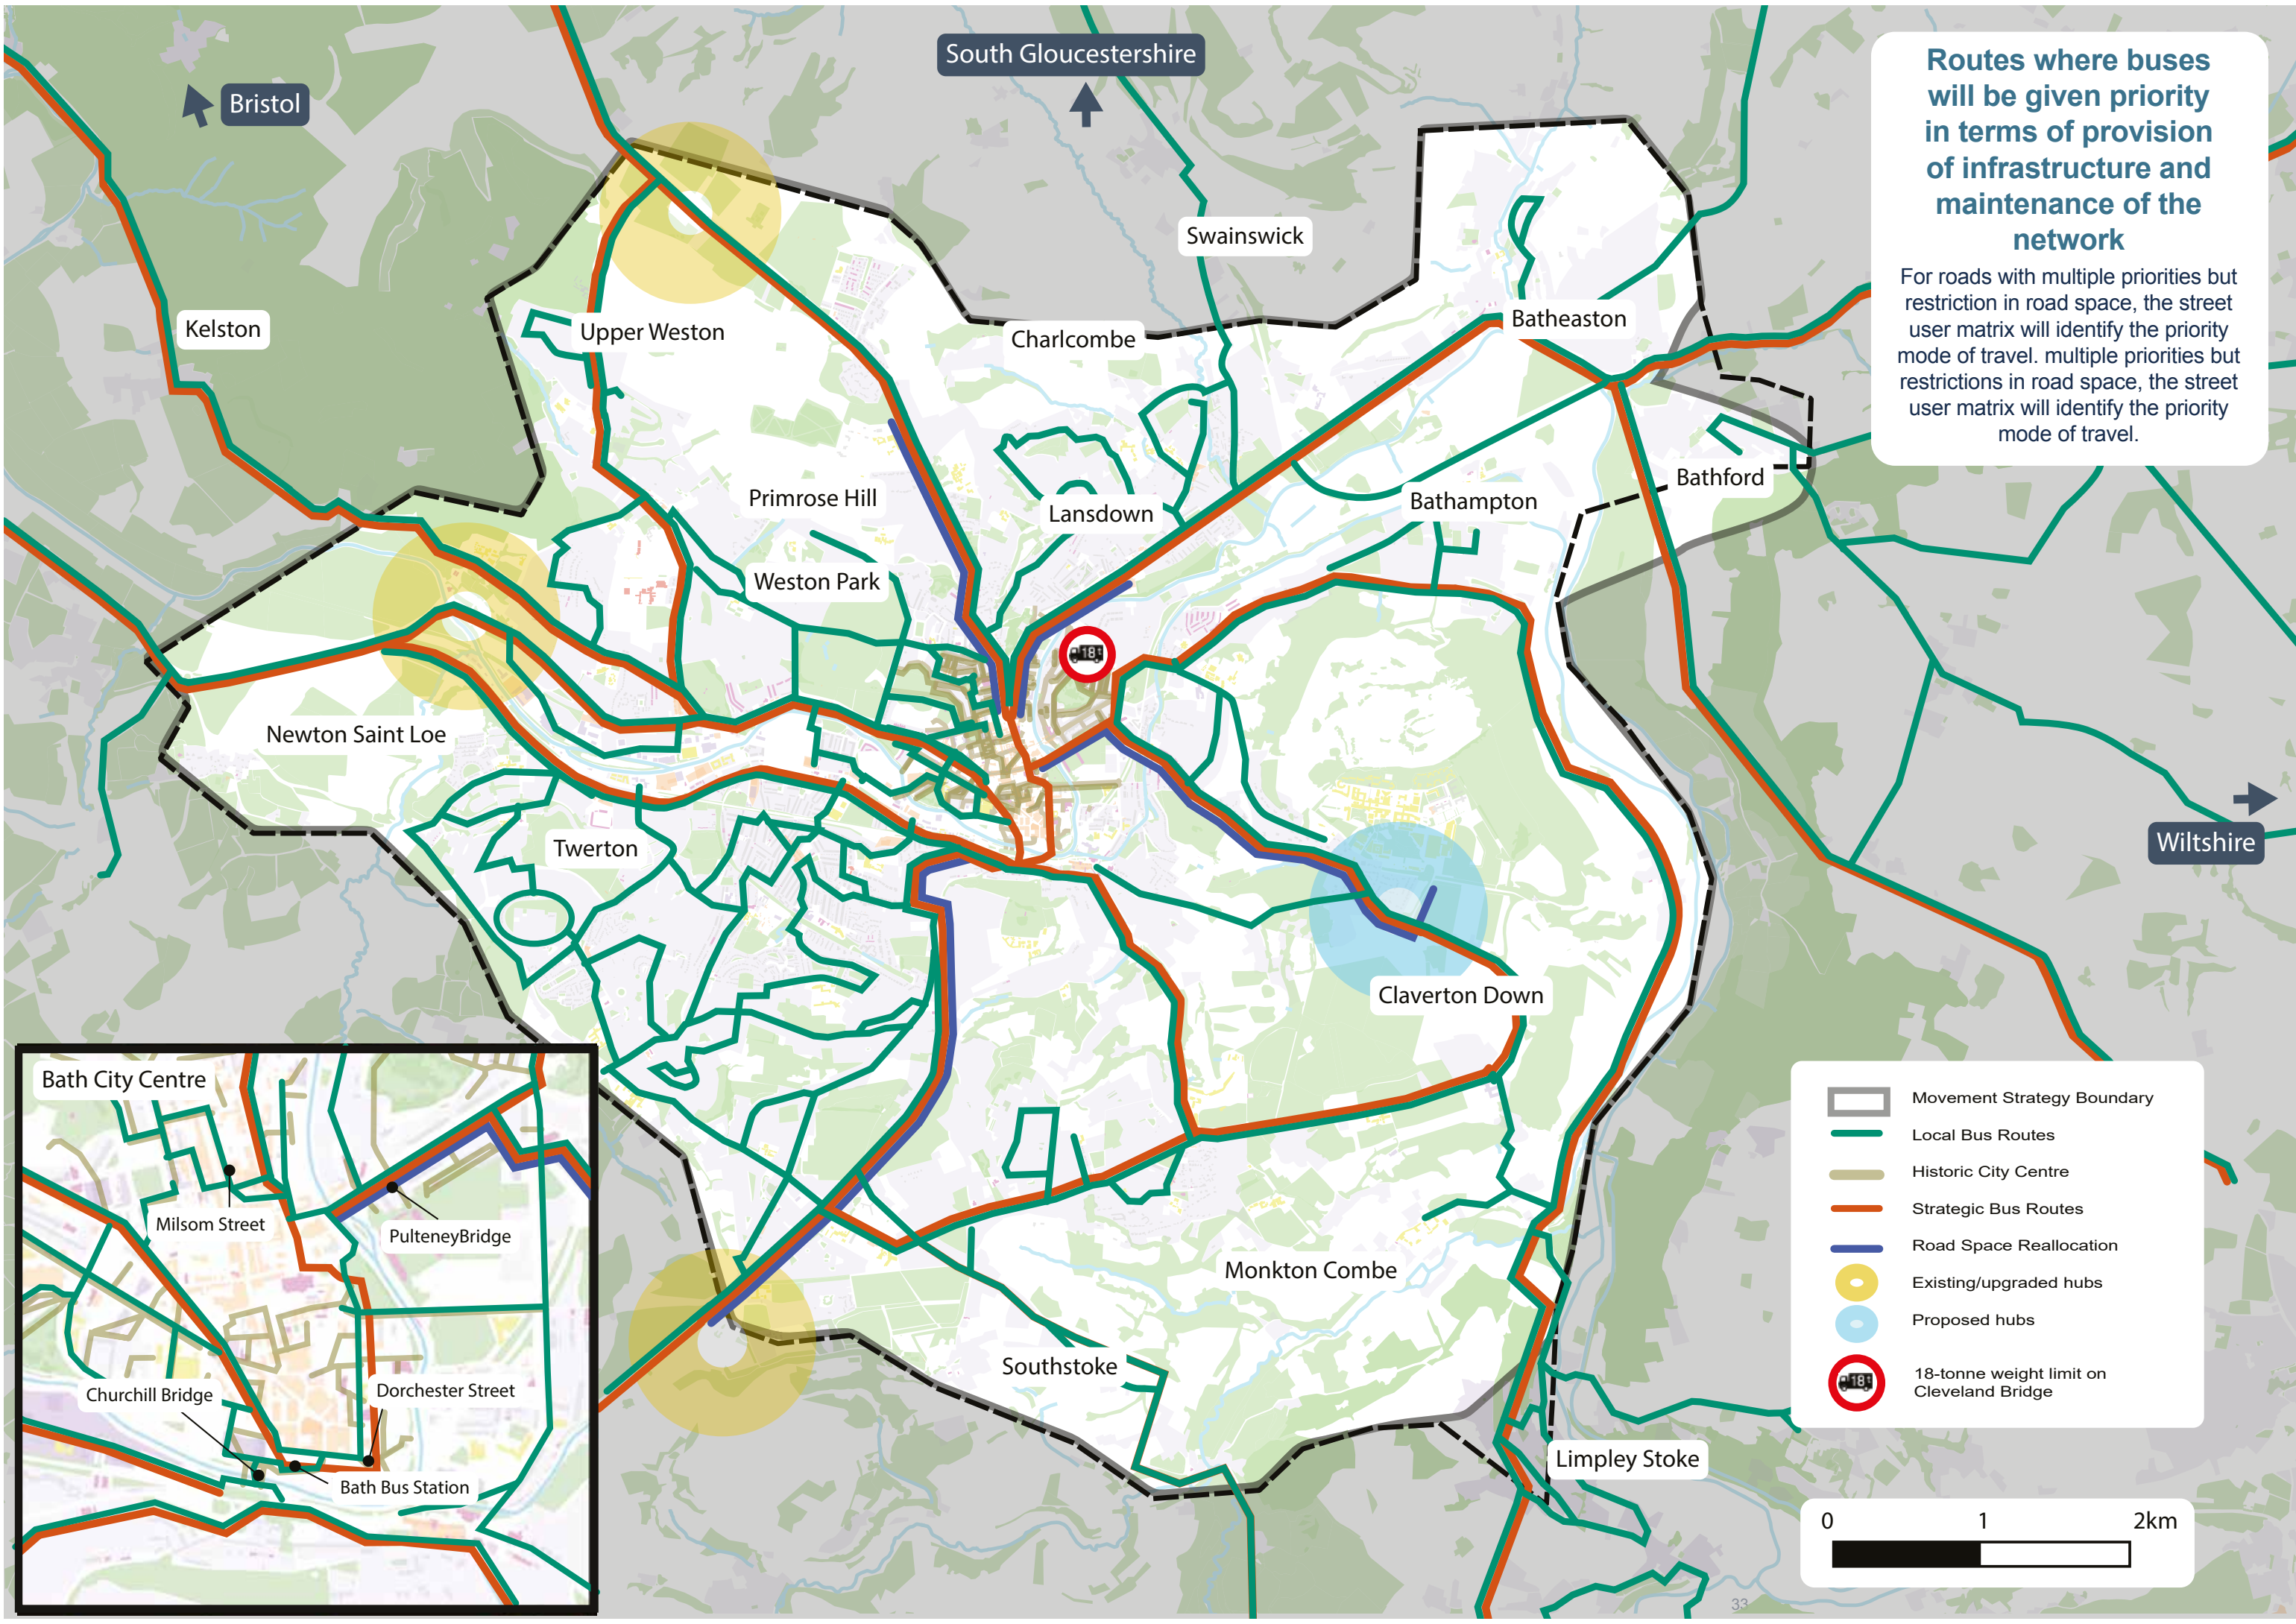 South Gloucestershire
Bristol
Routes where buses
will be given priority
in terms of provision
of infrastructure and
maintenance of the
network
For roads with multiple priorities but
restriction in road space, the street
user matrix will identify the priority
mode of travel. multiple priorities but
restrictions in road space, the street
user matrix will identify the priority
mode of travel.
Swainswick
Kelston
Upper Weston
Charlcombe
Batheaston
Primrose Hill
Lansdown
Bathampton
Bathford
Weston Park
18T
Newton Saint Loe
Twerton
Wiltshire
Claverton Down
Monkton Combe
Southstoke
Limpley Stoke
Bath City Centre
Milsom Street
PulteneyBridge
Churchill Bridge
Dorchester Street
Bath Bus Station
Movement Strategy Boundary
Local Bus Routes
Historic City Centre
Strategic Bus Routes
Road Space Reallocation
Existing/upgraded hubs
Proposed hubs
18T
18-tonne weight limit on
Cleveland Bridge
0 1 2km
33